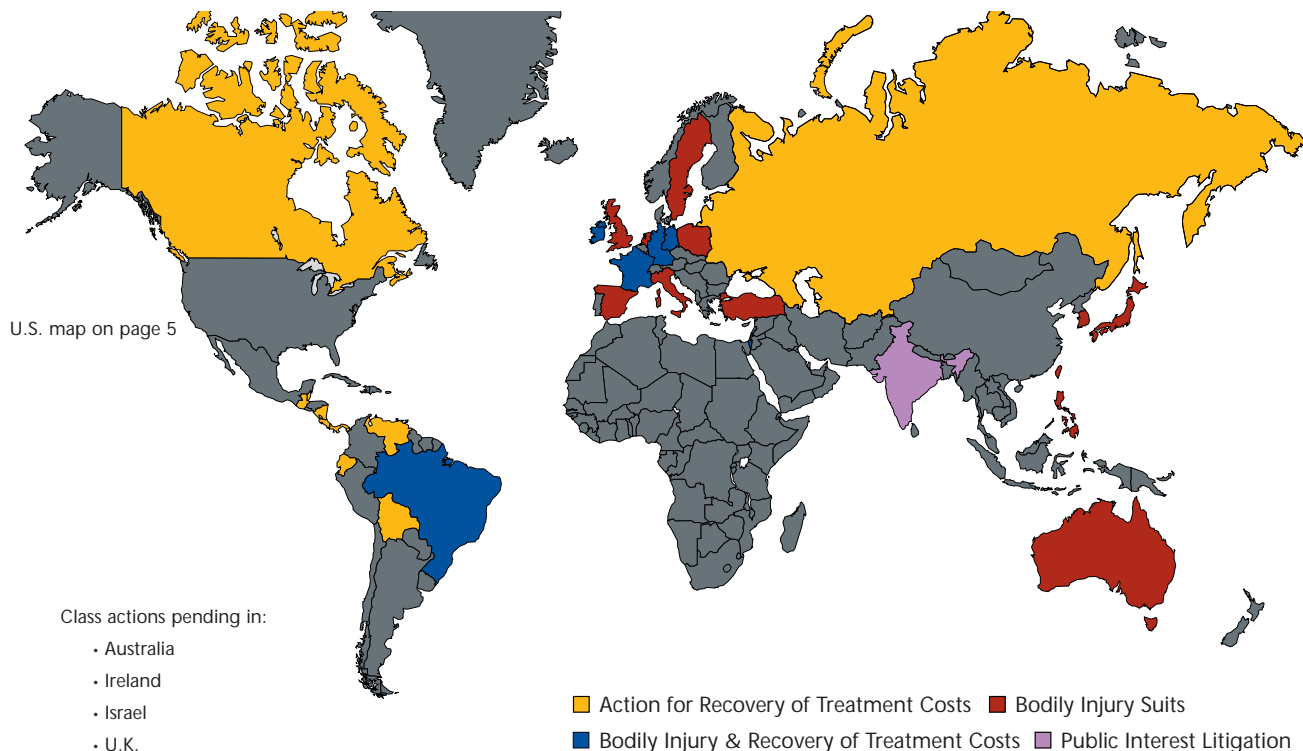 U.S. map on page 5
Class actions pending in:
• Australia
• Ireland
• Israel
• U.K.
Action for Recovery of Treatment Costs
Bodily Injury Suits
Bodily Injury & Recovery of Treatment Costs
Public Interest Litigation